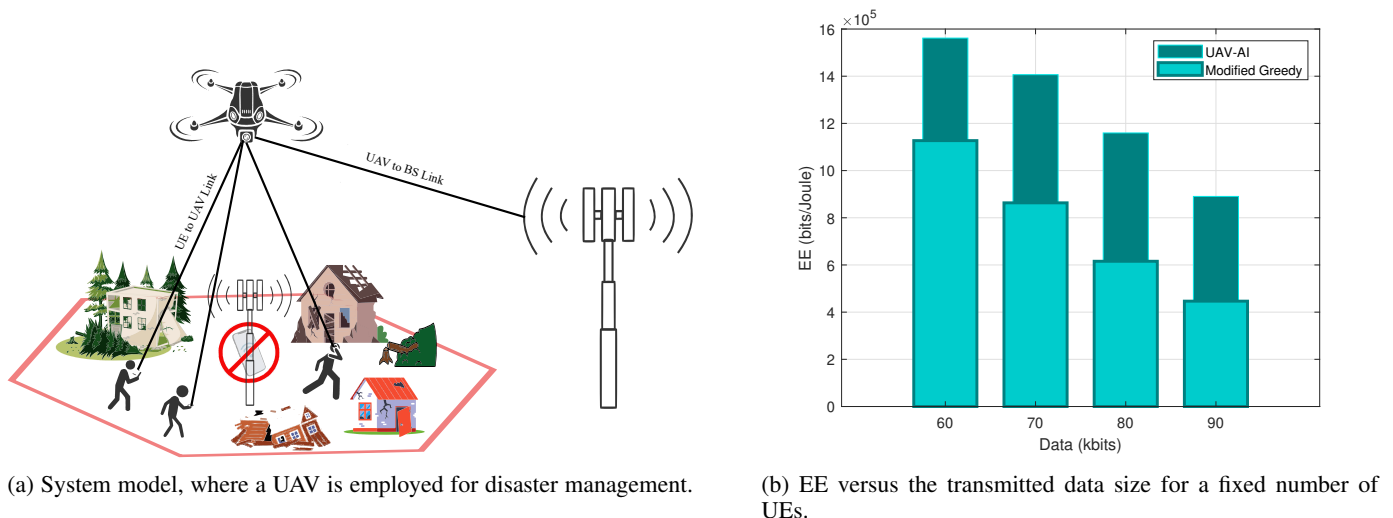 UAV to BS Link
UE to UAV Link
(a) System model, where a UAV is employed for disaster management.
×10⁵
16
14
12
10
8
6
4
2
0
EE (bits/Joule)
UAV-AI
Modified Greedy
60 70 80 90
Data (kbits)
(b) EE versus the transmitted data size for a fixed number of
UEs.